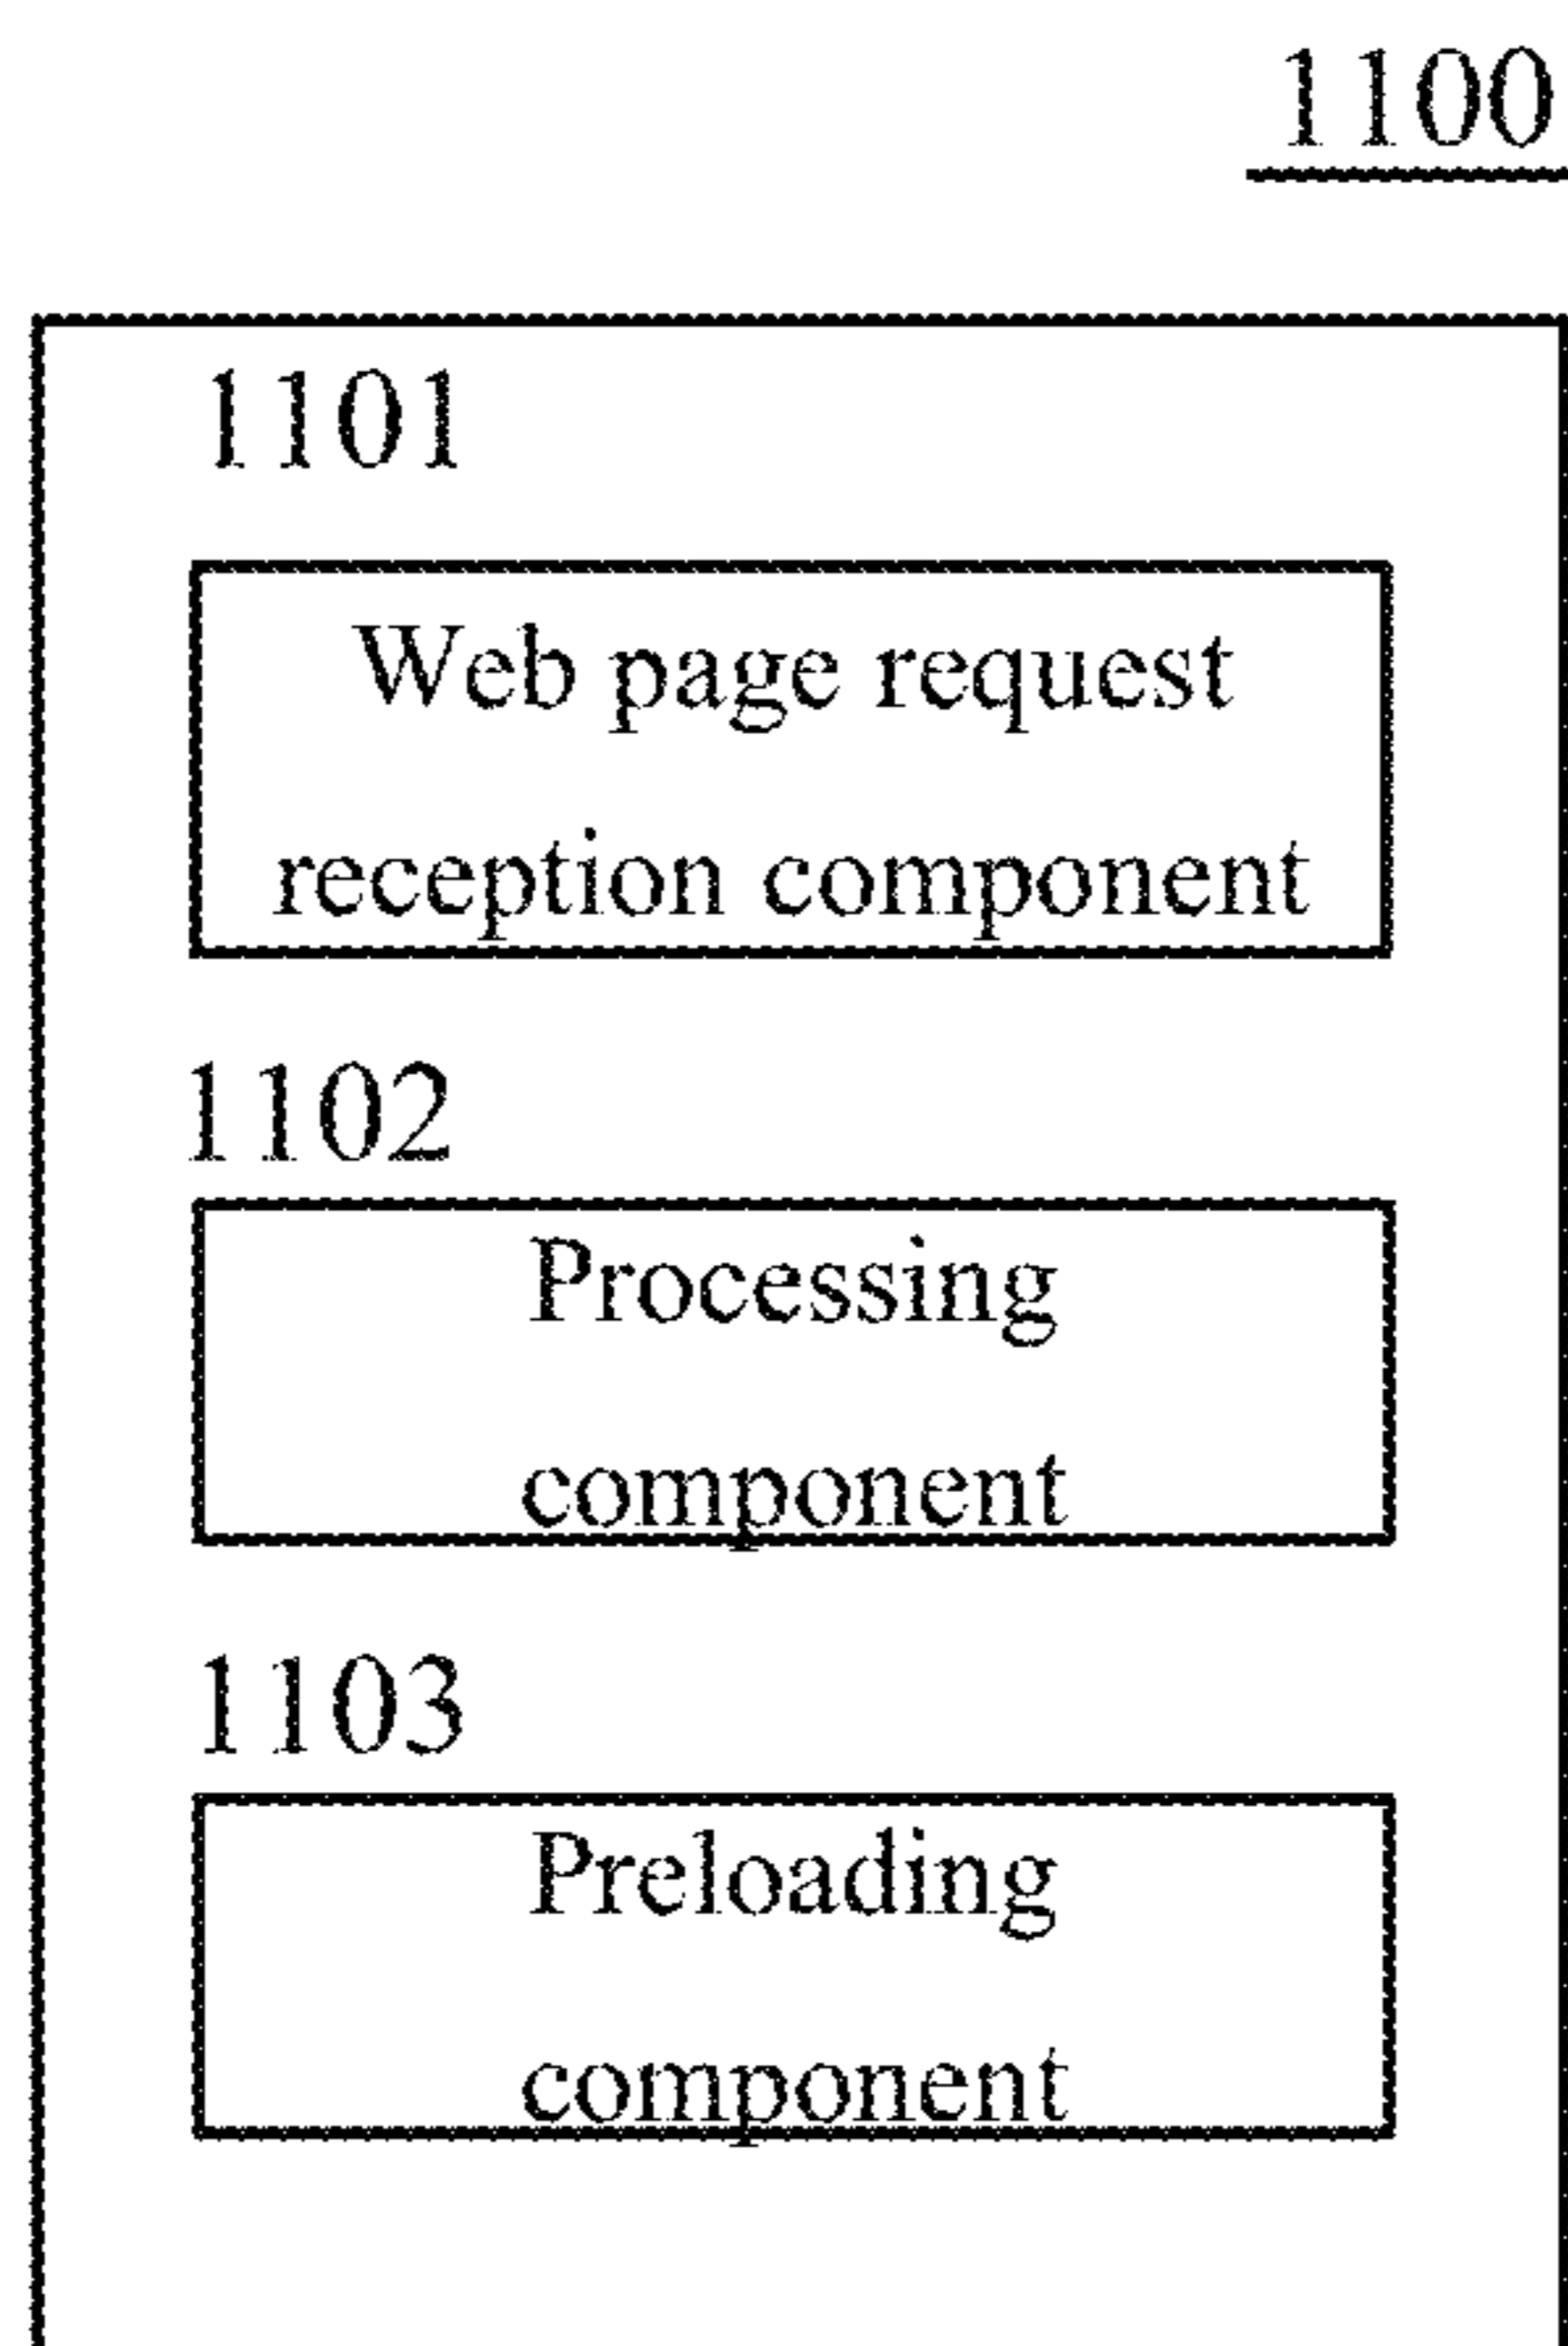 1100
1101
Web page request
reception component
1102
Processing
component
1103
Preloading
component